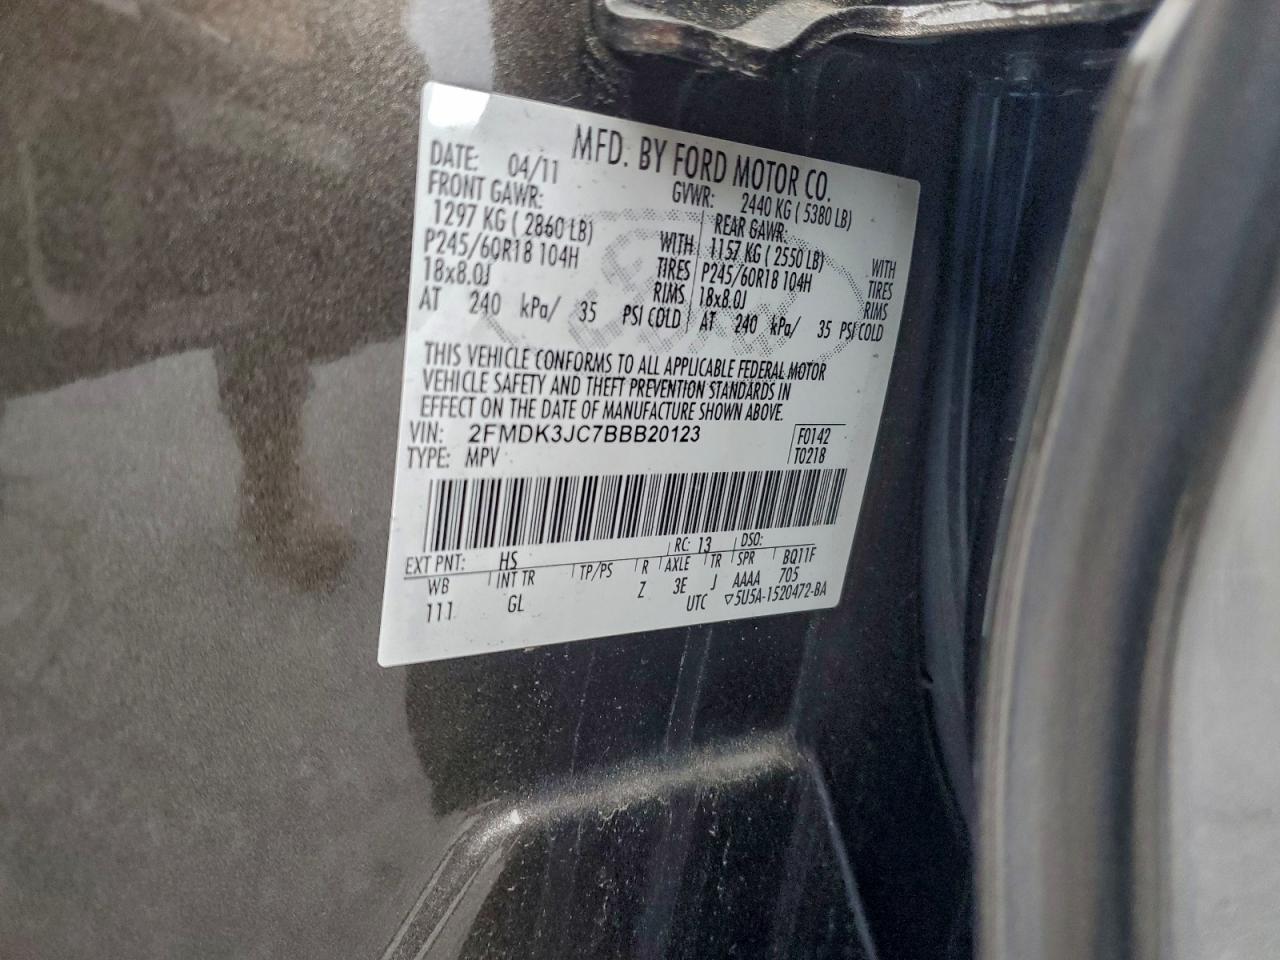 MFD. BY FORD MOTOR CO.
DATE: 04/11 GVWR: 2440 KG ( 5380 LB)
FRONT GAWR: REAR GAWR:
1297 KG ( 2860 LB) WITH 1157 KG ( 2550 LB) WITH
P245/60R18 104H TIRES P245/60R18 104H TIRES
18x8.0J RIMS 18x8.0J RIMS
AT 240 kPa/ 35 PSI COLD AT 240 kPa/ 35 PSI COLD
THIS VEHICLE CONFORMS TO ALL APPLICABLE FEDERAL MOTOR
VEHICLE SAFETY AND THEFT PREVENTION STANDARDS IN
EFFECT ON THE DATE OF MANUFACTURE SHOWN ABOVE.
VIN: 2FMDK3JC7BBB20123 F0142
TYPE: MPV T0218
EXT PNT: HS RC: 13 DSO:
WB INT TR TP/PS R AXLE TR SPR BQ11F
111 GL Z 3E J AAAA 705
UTC ▽5U5A-1520472-BA